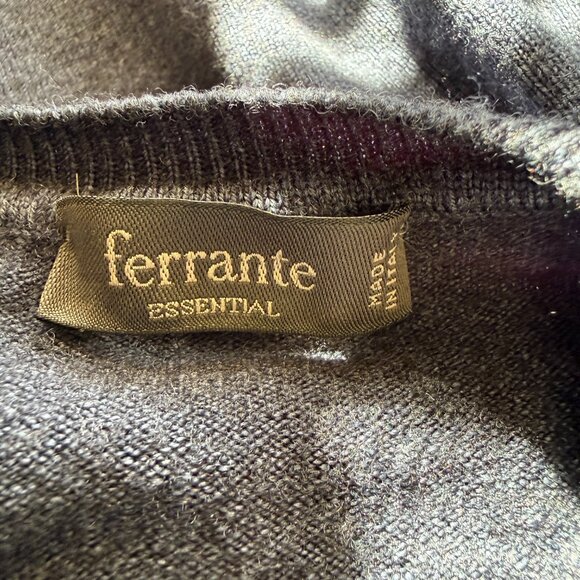 ferrante
ESSENTIAL
MADE
IN ITALY